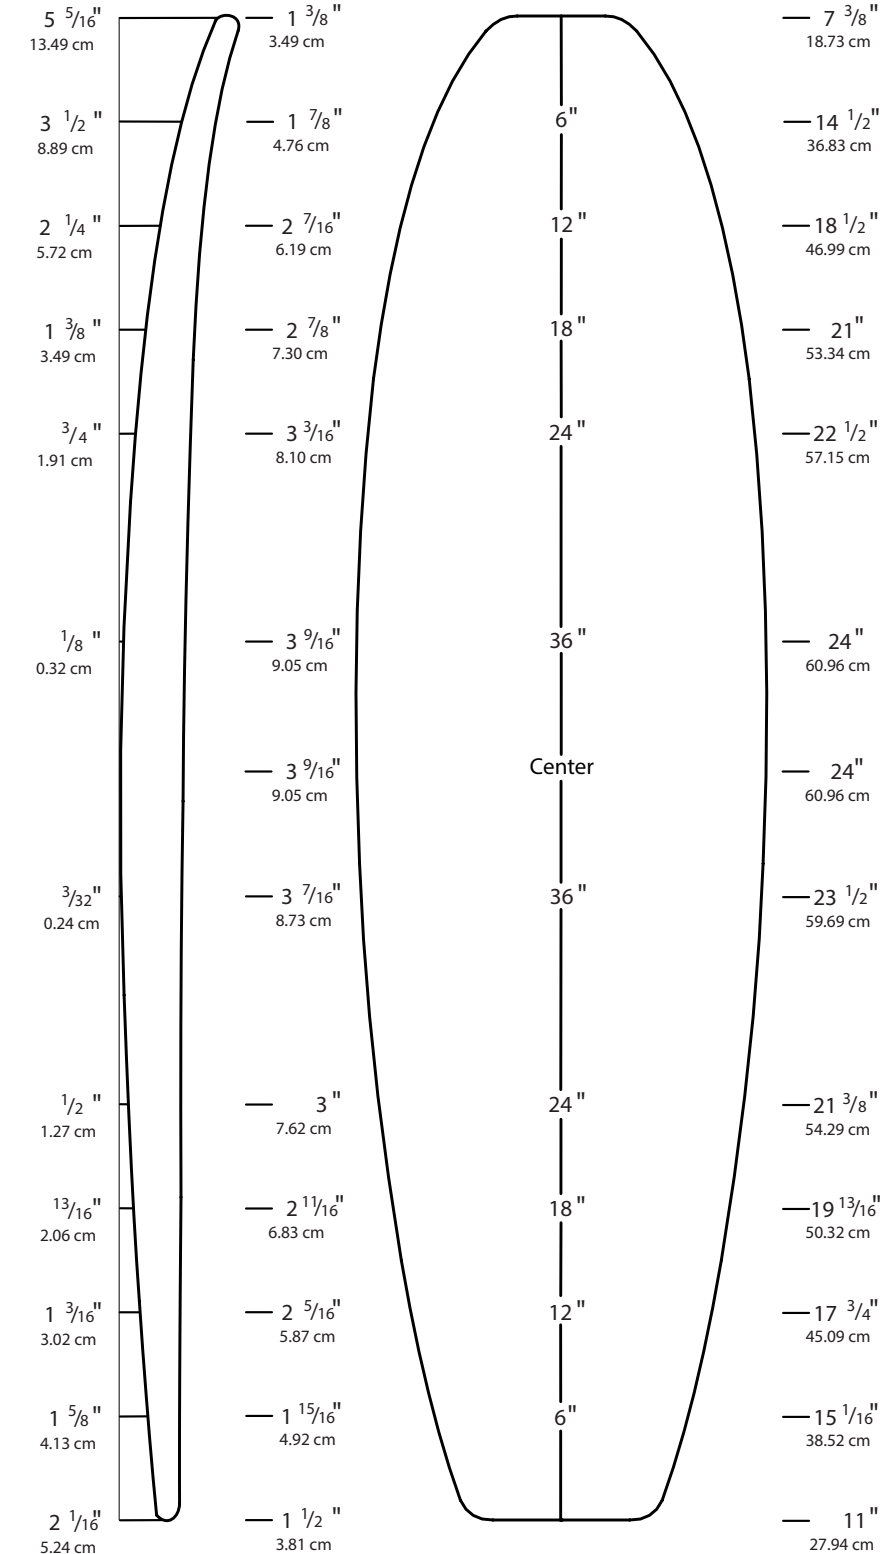 5 5/16" 1 3/8" 7 3/8"
13.49 cm 3.49 cm 18.73 cm
3 1/2" 1 7/8" 6" 14 1/2"
8.89 cm 4.76 cm 36.83 cm
2 1/4" 2 7/16" 12" 18 1/2"
5.72 cm 6.19 cm 46.99 cm
1 3/8" 2 7/8" 18" 21"
3.49 cm 7.30 cm 53.34 cm
3/4" 3 3/16" 24" 22 1/2"
1.91 cm 8.10 cm 57.15 cm
1/8" 3 9/16" 36" 24"
0.32 cm 9.05 cm 60.96 cm
3 9/16" Center 24"
9.05 cm 60.96 cm
3/32" 3 7/16" 36" 23 1/2"
0.24 cm 8.73 cm 59.69 cm
1/2" 3" 24" 21 3/8"
1.27 cm 7.62 cm 54.29 cm
13/16" 2 11/16" 18" 19 13/16"
2.06 cm 6.83 cm 50.32 cm
1 3/16" 2 5/16" 12" 17 3/4"
3.02 cm 5.87 cm 45.09 cm
1 5/8" 1 15/16" 6" 15 1/16"
4.13 cm 4.92 cm 38.52 cm
2 1/16" 1 1/2" 11"
5.24 cm 3.81 cm 27.94 cm